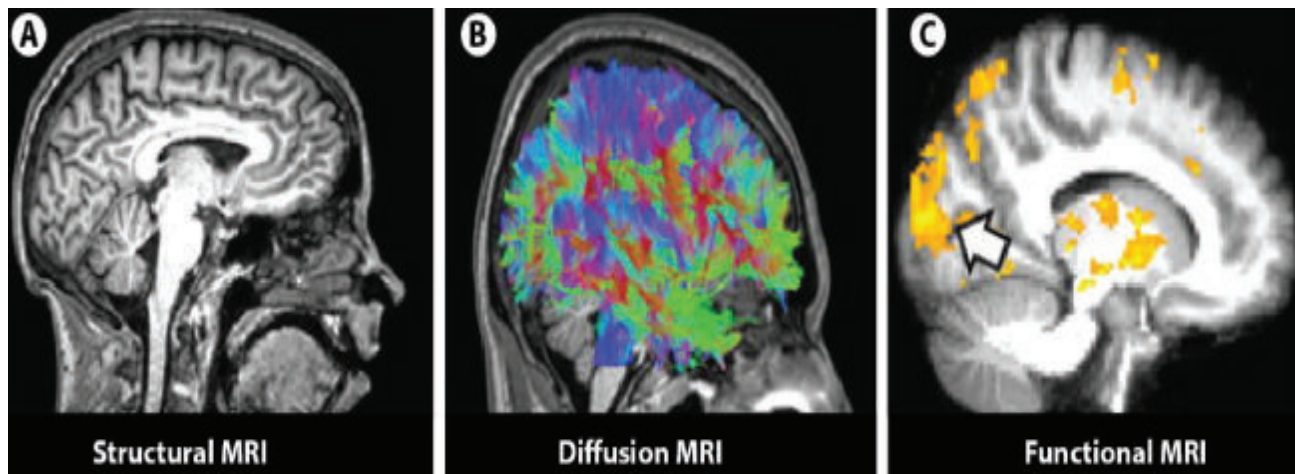 A
B
C
Structural MRI
Diffusion MRI
Functional MRI